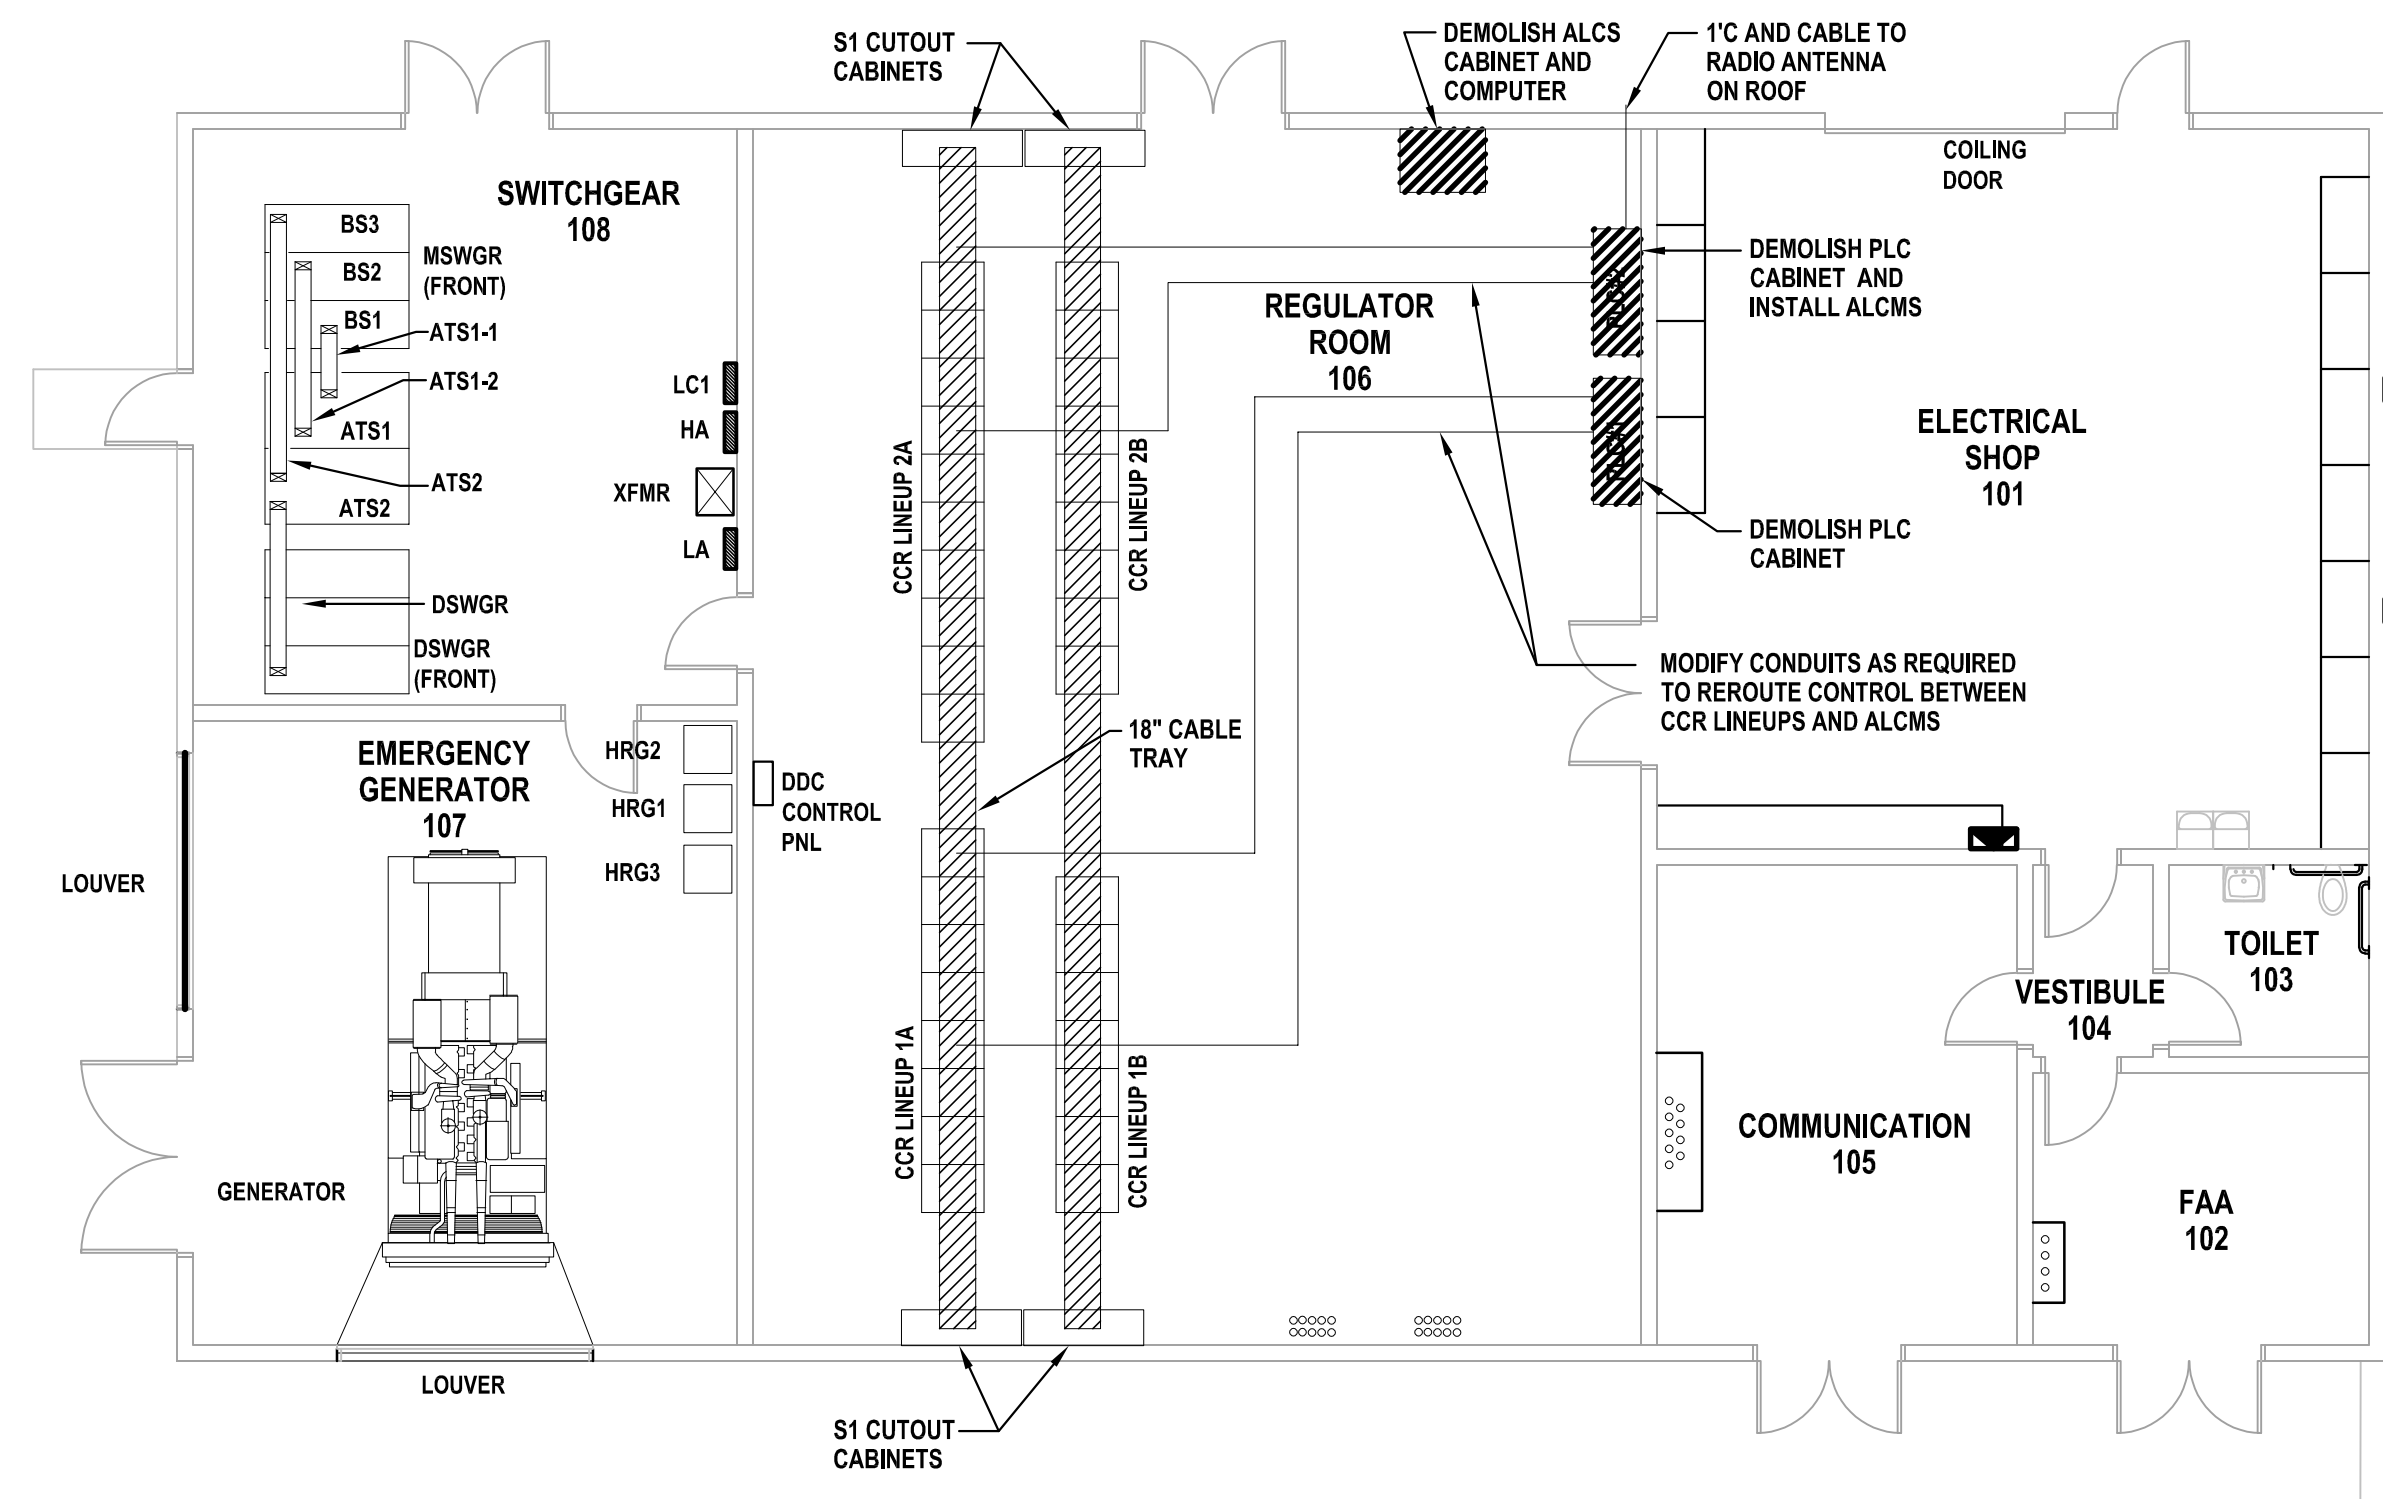 S1 CUTOUT
CABINETS
DEMOLISH ALCS
CABINET AND
COMPUTER
1'C AND CABLE TO
RADIO ANTENNA
ON ROOF
COILING
DOOR
SWITCHGEAR
108
BS3
BS2
BS1
MSWGR
(FRONT)
ATS1-1
ATS1-2
ATS1
ATS2
ATS2
DSWGR
DSWGR
(FRONT)
LC1
HA
XFMR
LA
CCR LINEUP 2A
CCR LINEUP 2B
REGULATOR
ROOM
106
DEMOLISH PLC
CABINET AND
INSTALL ALCMS
ELECTRICAL
SHOP
101
DEMOLISH PLC
CABINET
MODIFY CONDUITS AS REQUIRED
TO REROUTE CONTROL BETWEEN
CCR LINEUPS AND ALCMS
18" CABLE
TRAY
EMERGENCY
GENERATOR
107
HRG2
HRG1
HRG3
DDC
CONTROL
PNL
LOUVER
GENERATOR
LOUVER
CCR LINEUP 1A
CCR LINEUP 1B
TOILET
103
VESTIBULE
104
COMMUNICATION
105
FAA
102
S1 CUTOUT
CABINETS